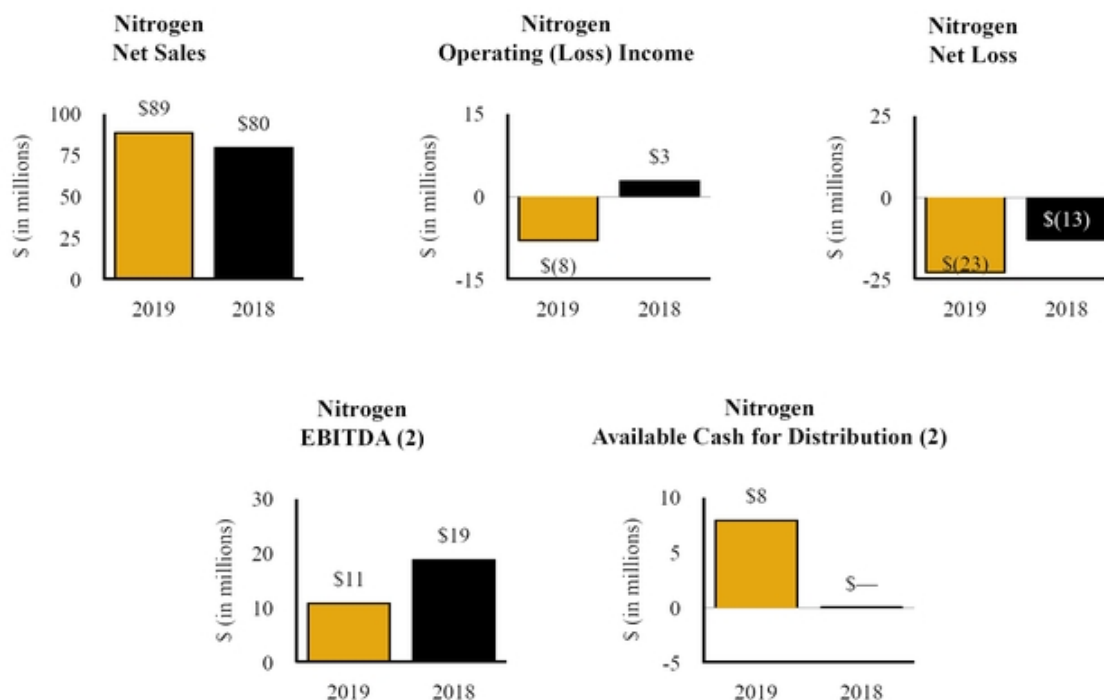 Nitrogen
Net Sales
$ (in millions)
100
75
50
25
0
$89
$80
2019
2018
Nitrogen
Operating (Loss) Income
$ (in millions)
15
0
-15
$(8)
$3
2019
2018
Nitrogen
Net Loss
$ (in millions)
25
0
-25
$(23)
$(13)
2019
2018
Nitrogen
EBITDA (2)
$ (in millions)
30
20
10
0
$11
$19
2019
2018
Nitrogen
Available Cash for Distribution (2)
$ (in millions)
10
5
0
-5
$8
$—
2019
2018